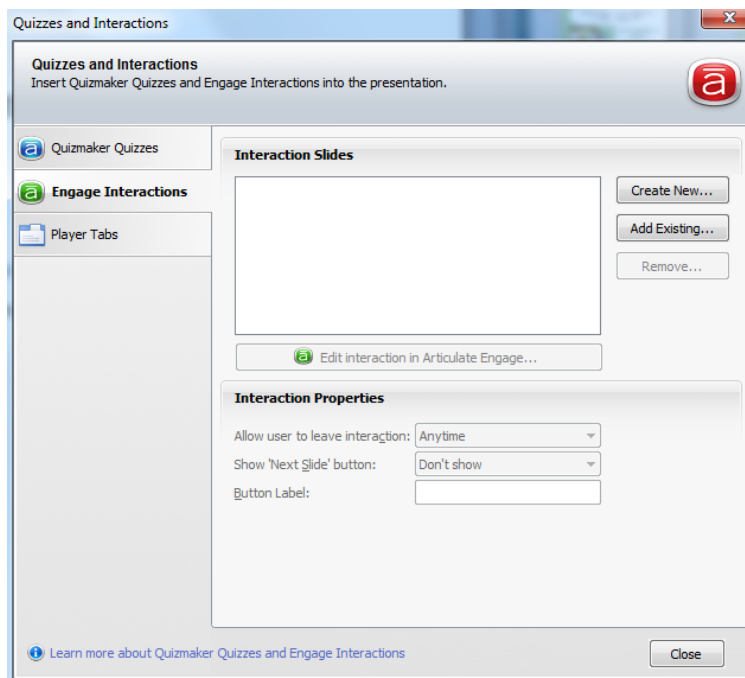 Quizzes and Interactions
Quizzes and Interactions
Insert Quizmaker Quizzes and Engage Interactions into the presentation.
Quizmaker Quizzes
Engage Interactions
Player Tabs
Interaction Slides
Create New...
Add Existing...
Remove...
Edit interaction in Articulate Engage...
Interaction Properties
Allow user to leave interaction: Anytime
Show 'Next Slide' button: Don't show
Button Label:
Learn more about Quizmaker Quizzes and Engage Interactions
Close